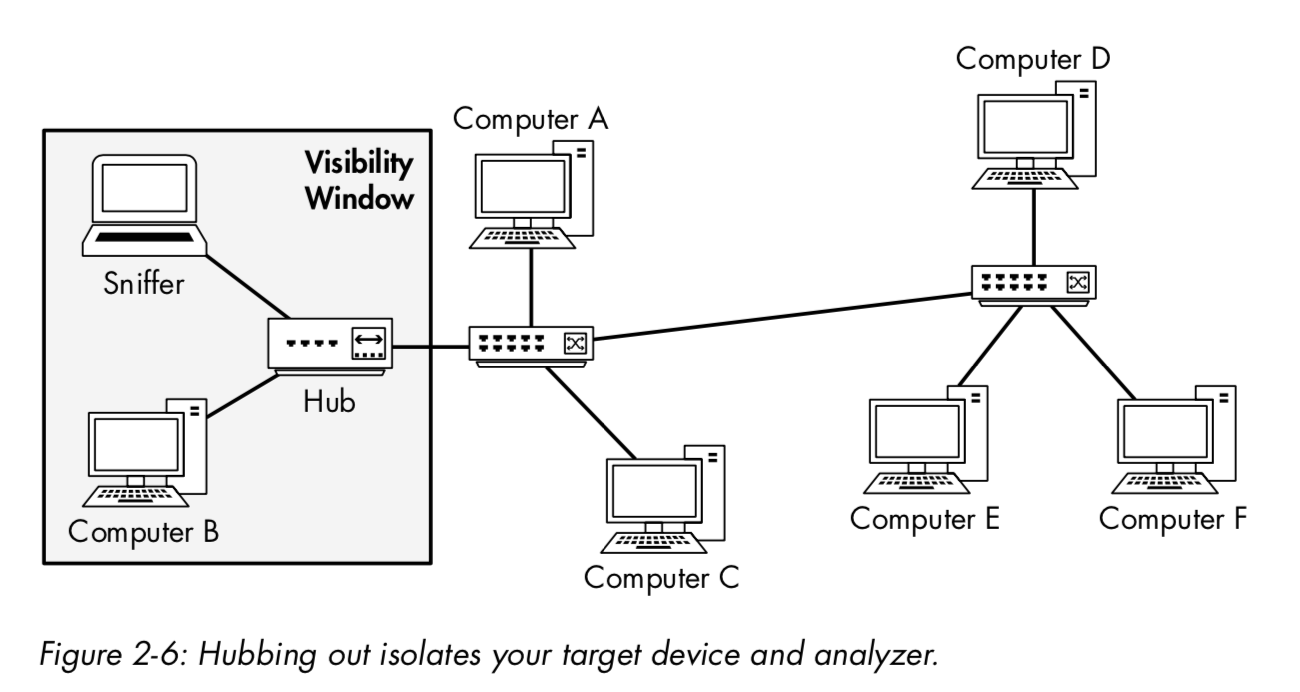 Computer D
Computer A
Visibility
Window
Sniffer
Hub
Computer B
Computer E
Computer F
Computer C
Figure 2-6: Hubbing out isolates your target device and analyzer.